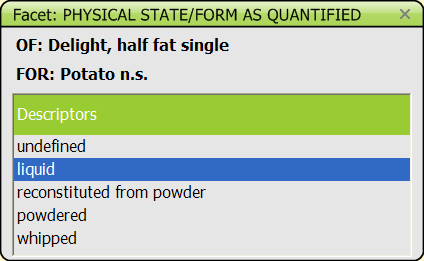 Facet: PHYSICAL STATE/FORM AS QUANTIFIED
OF: Delight, half fat single
FOR: Potato n.s.
Descriptors
undefined
liquid
reconstituted from powder
powdered
whipped